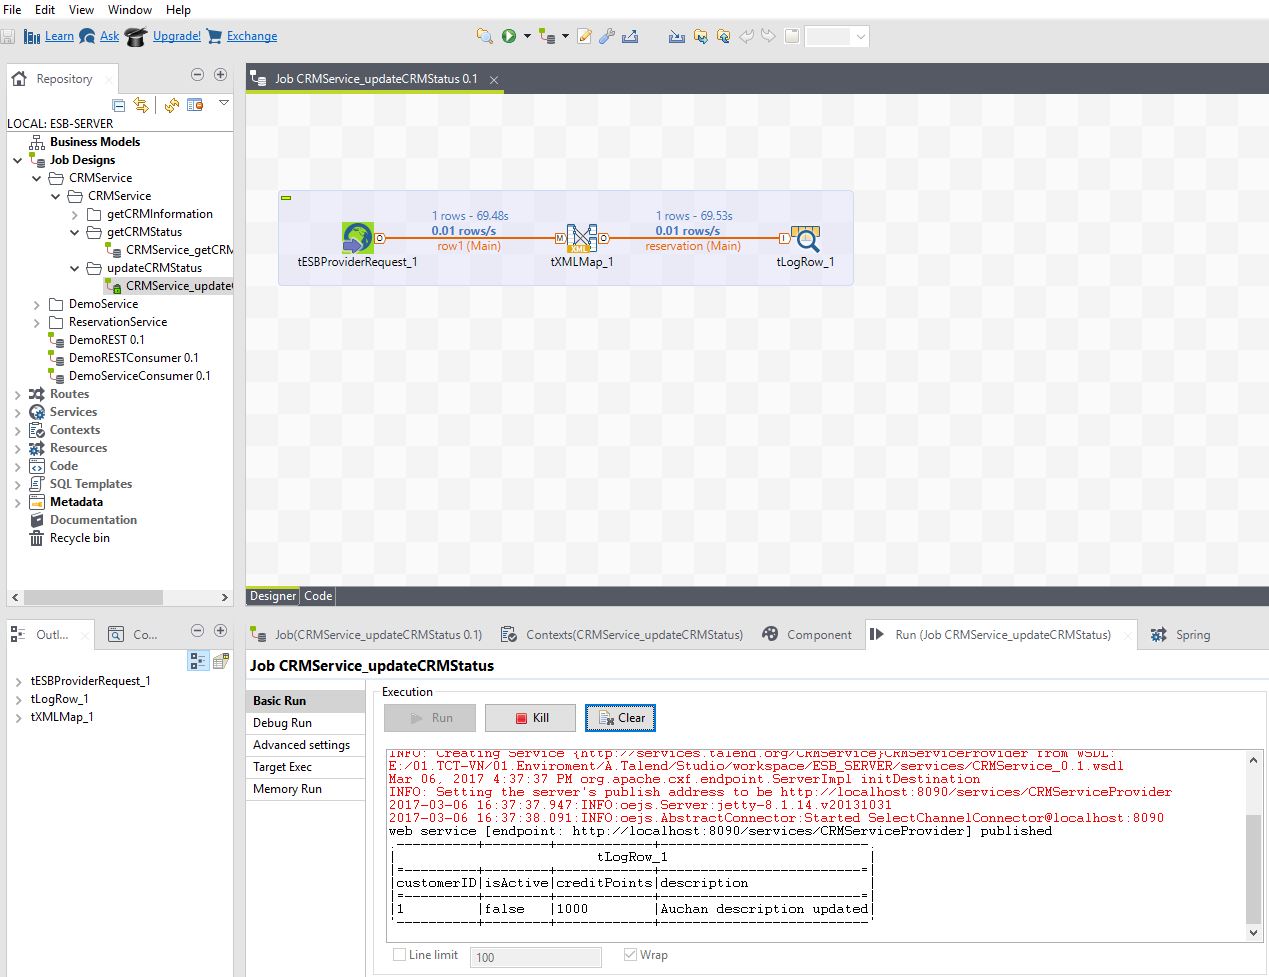 File Edit View Window Help
Learn Ask Upgrade! Exchange
Repository
LOCAL: ESB-SERVER
Business Models
Job Designs
CRMService
CRMService
getCRMInformation
getCRMStatus
CRMService_getCRM
updateCRMStatus
CRMService_update
DemoService
ReservationService
DemoREST 0.1
DemoRESTConsumer 0.1
DemoServiceConsumer 0.1
Routes
Services
Contexts
Resources
Code
SQL Templates
Metadata
Documentation
Recycle bin
Job CRMService_updateCRMStatus 0.1
1 rows - 69.48s 1 rows - 69.53s
0.01 rows/s 0.01 rows/s
row1 (Main) reservation (Main)
tESBProviderRequest_1 tXMLMap_1 tLogRow_1
Designer Code
Outl... Co...
tESBProviderRequest_1
tLogRow_1
tXMLMap_1
Job(CRMService_updateCRMStatus 0.1) Contexts(CRMService_updateCRMStatus) Component Run (Job CRMService_updateCRMStatus) Spring
Job CRMService_updateCRMStatus
Basic Run
Debug Run
Advanced settings
Target Exec
Memory Run
Execution
Run Kill Clear
INFO: Creating Service {http://services.talend.org/CRMService}CRMServiceProvider from WSDL:
E:/01.TCT-VN/01.Enviroment/A.Talend/Studio/workspace/ESB_SERVER/services/CRMService_0.1.wsdl
Mar 06, 2017 4:37:37 PM org.apache.cxf.endpoint.ServerImpl initDestination
INFO: Setting the server's publish address to be http://localhost:8090/services/CRMServiceProvider
2017-03-06 16:37:37.947:INFO:oejs.Server:jetty-8.1.14.v20131031
2017-03-06 16:37:38.091:INFO:oejs.AbstractConnector:Started SelectChannelConnector@localhost:8090
web service [endpoint: http://localhost:8090/services/CRMServiceProvider] published
.----------+--------+------------+--------------------------.
| tLogRow_1 |
|=---------+--------+------------+-------------------------=|
|customerID|isActive|creditPoints|description |
|=---------+--------+------------+-------------------------=|
|1 |false |1000 |Auchan description updated|
'----------+--------+------------+--------------------------'
Line limit 100 Wrap